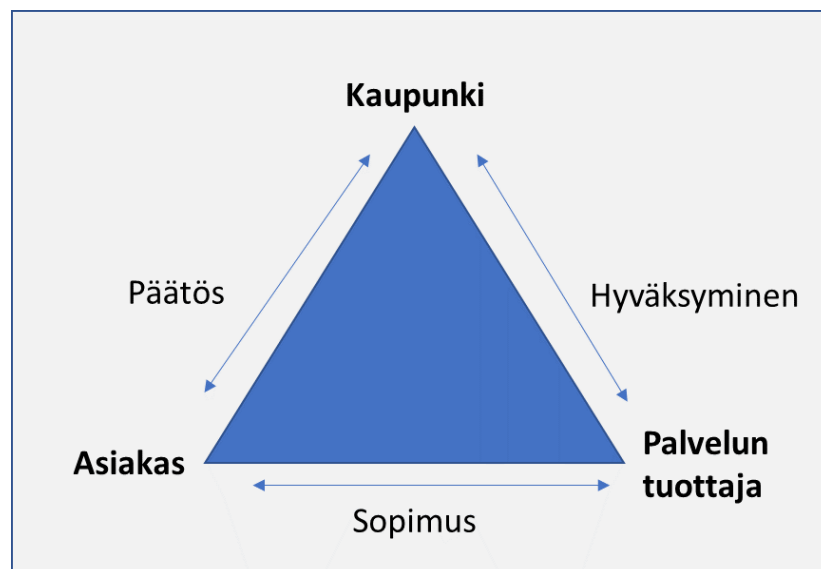 Kaupunki
Päätös
Hyväksyminen
Asiakas
Palvelun
tuottaja
Sopimus